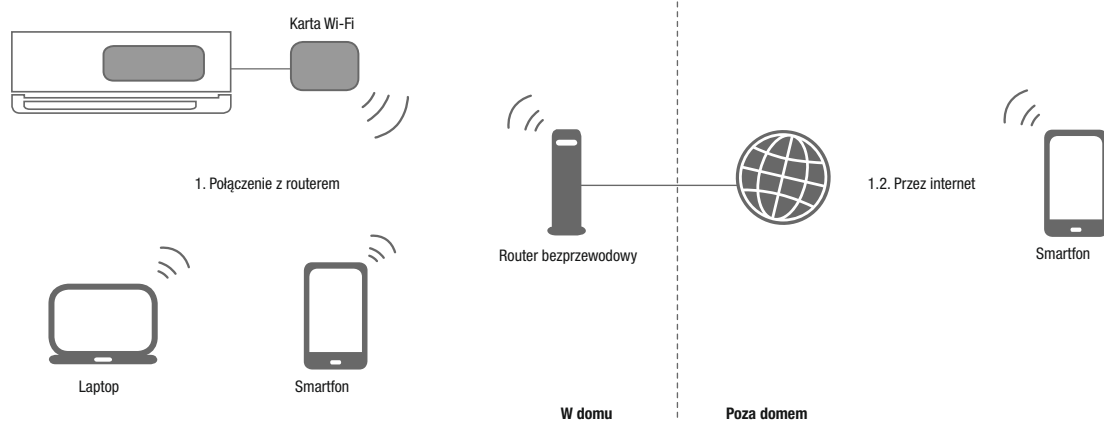 Karta Wi-Fi
1. Połączenie z routerem
1.2. Przez internet
Router bezprzewodowy
Smartfon
Laptop
Smartfon
W domu
Poza domem